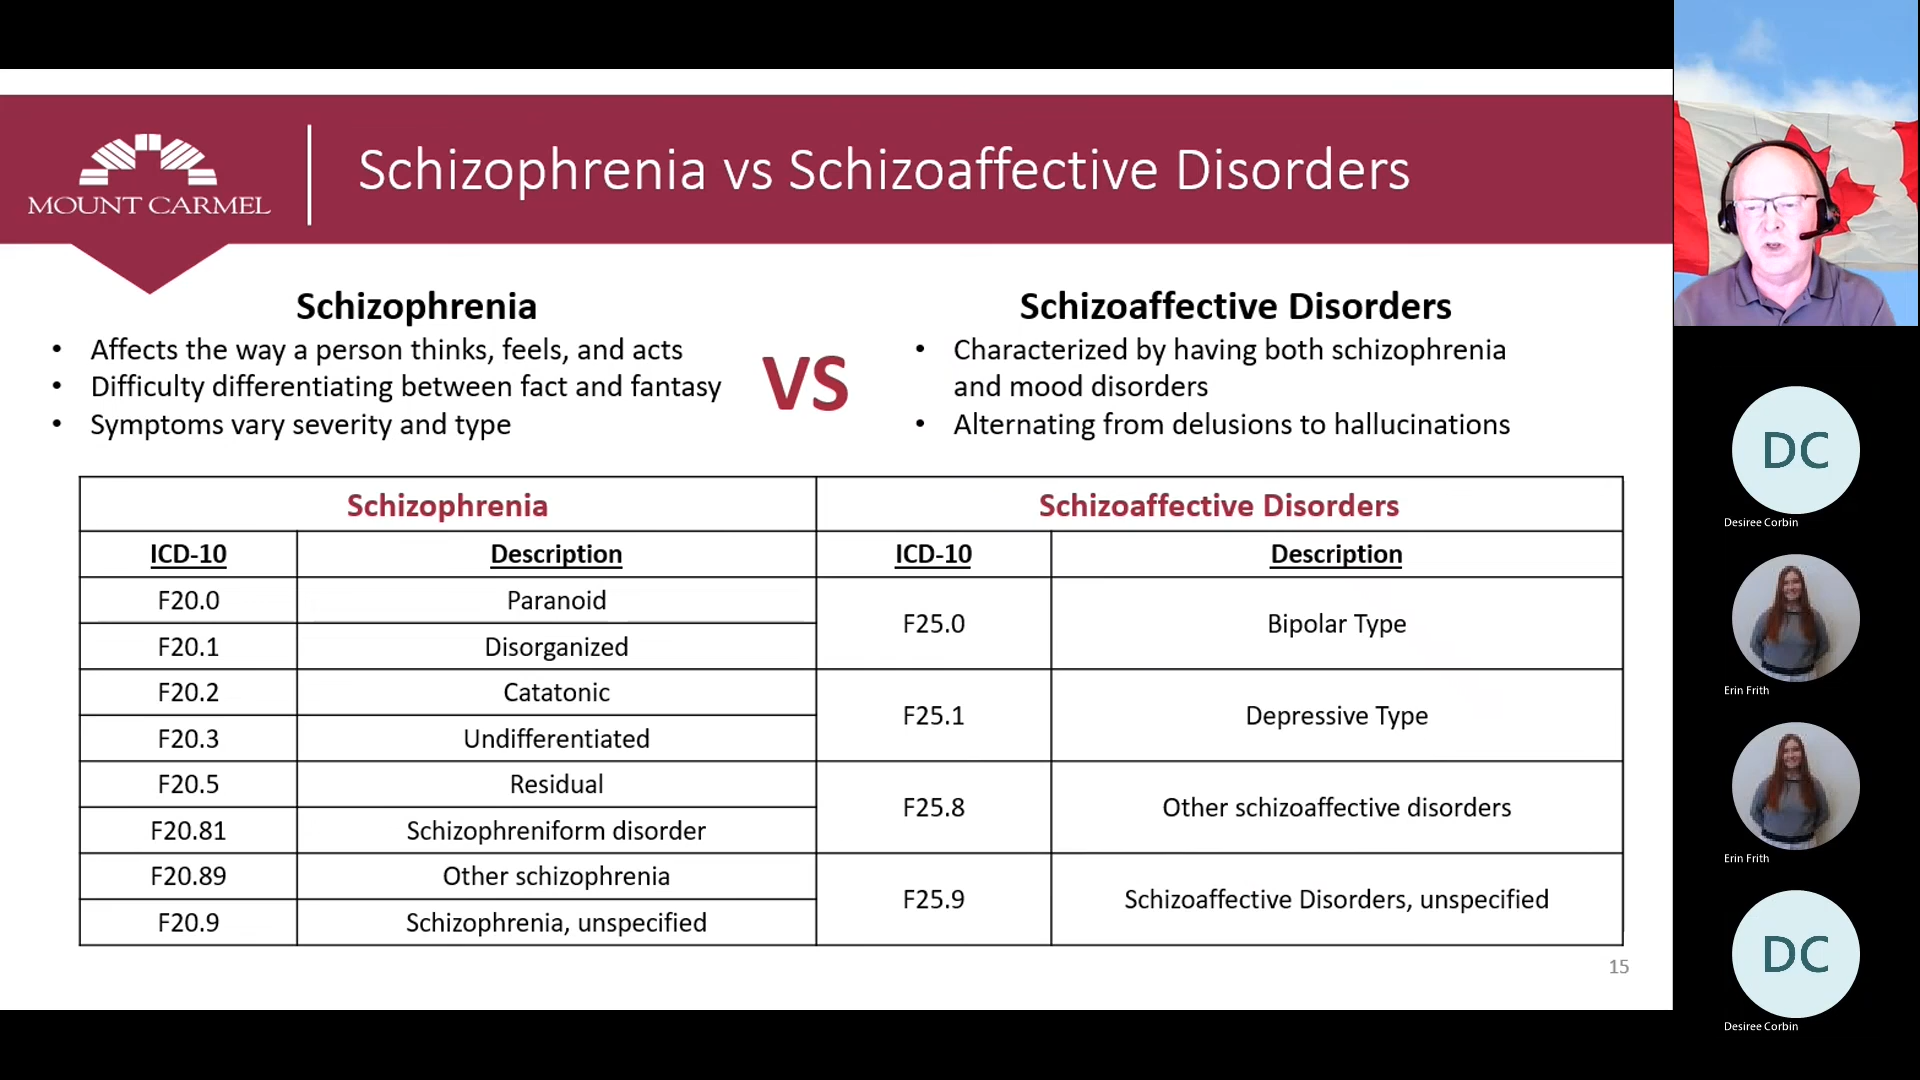 MOUNT CARMEL
Schizophrenia vs Schizoaffective Disorders
Schizophrenia
• Affects the way a person thinks, feels, and acts
• Difficulty differentiating between fact and fantasy
• Symptoms vary severity and type
VS
Schizoaffective Disorders
• Characterized by having both schizophrenia
and mood disorders
• Alternating from delusions to hallucinations
Schizophrenia Schizoaffective Disorders
ICD-10 Description ICD-10 Description
F20.0 Paranoid
F25.0 Bipolar Type
F20.1 Disorganized
F20.2 Catatonic
F25.1 Depressive Type
F20.3 Undifferentiated
F20.5 Residual
F25.8 Other schizoaffective disorders
F20.81 Schizophreniform disorder
F20.89 Other schizophrenia
F25.9 Schizoaffective Disorders, unspecified
F20.9 Schizophrenia, unspecified
15
DC
Desiree Corbin
Erin Frith
Erin Frith
DC
Desiree Corbin